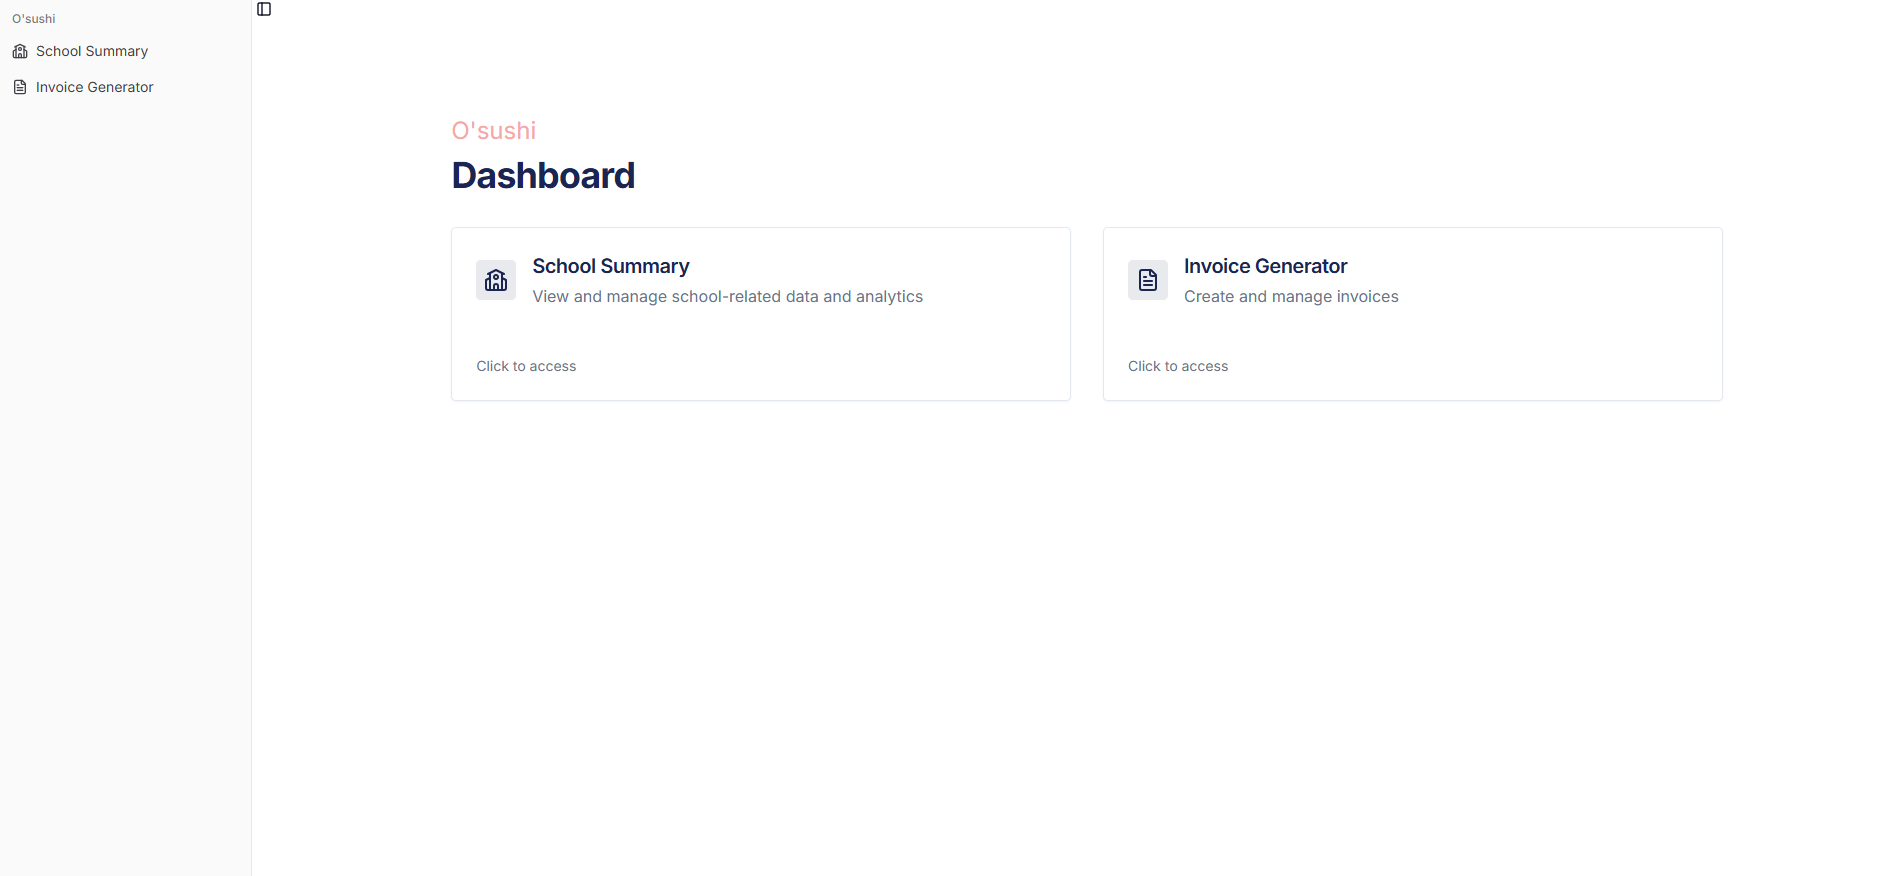 O'sushi
School Summary
Invoice Generator
O'sushi
Dashboard
School Summary
View and manage school-related data and analytics
Click to access
Invoice Generator
Create and manage invoices
Click to access